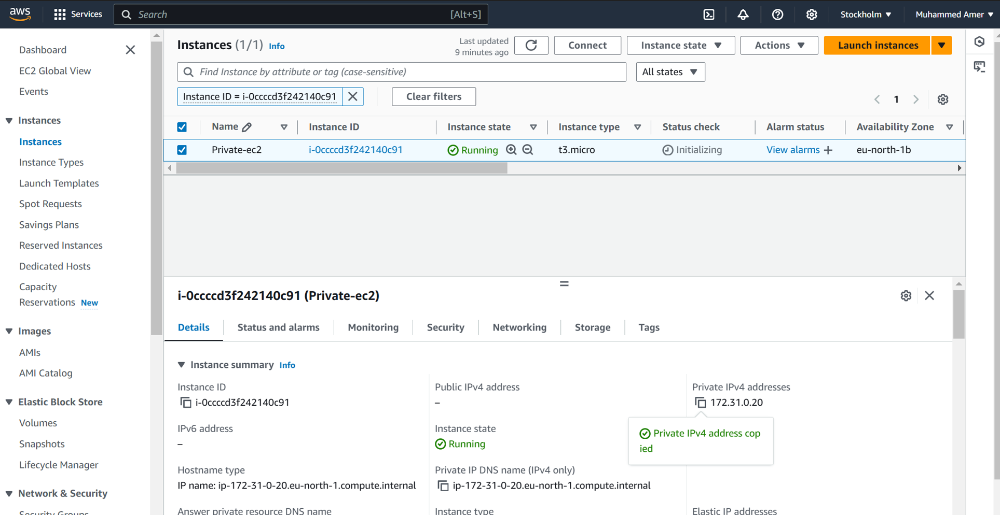 aws
Services
Search
[Alt+S]
Stockholm
Muhammed Amer
Dashboard
EC2 Global View
Events
Instances
Instances
Instance Types
Launch Templates
Spot Requests
Savings Plans
Reserved Instances
Dedicated Hosts
Capacity
Reservations New
Images
AMIs
AMI Catalog
Elastic Block Store
Volumes
Snapshots
Lifecycle Manager
Network & Security
Security Groups
Instances (1/1) Info
Last updated
9 minutes ago
Connect
Instance state
Actions
Launch instances
Find Instance by attribute or tag (case-sensitive)
All states
Instance ID = i-0ccccd3f242140c91
Clear filters
1
Name Instance ID Instance state Instance type Status check Alarm status Availability Zone
Private-ec2 i-0ccccd3f242140c91 Running t3.micro Initializing View alarms eu-north-1b
i-0ccccd3f242140c91 (Private-ec2)
Details Status and alarms Monitoring Security Networking Storage Tags
Instance summary Info
Instance ID
i-0ccccd3f242140c91
Public IPv4 address
–
Private IPv4 addresses
172.31.0.20
Private IPv4 address cop
ied
IPv6 address
–
Instance state
Running
Hostname type
IP name: ip-172-31-0-20.eu-north-1.compute.internal
Private IP DNS name (IPv4 only)
ip-172-31-0-20.eu-north-1.compute.internal
Answer private resource DNS name
Instance type
Elastic IP addresses